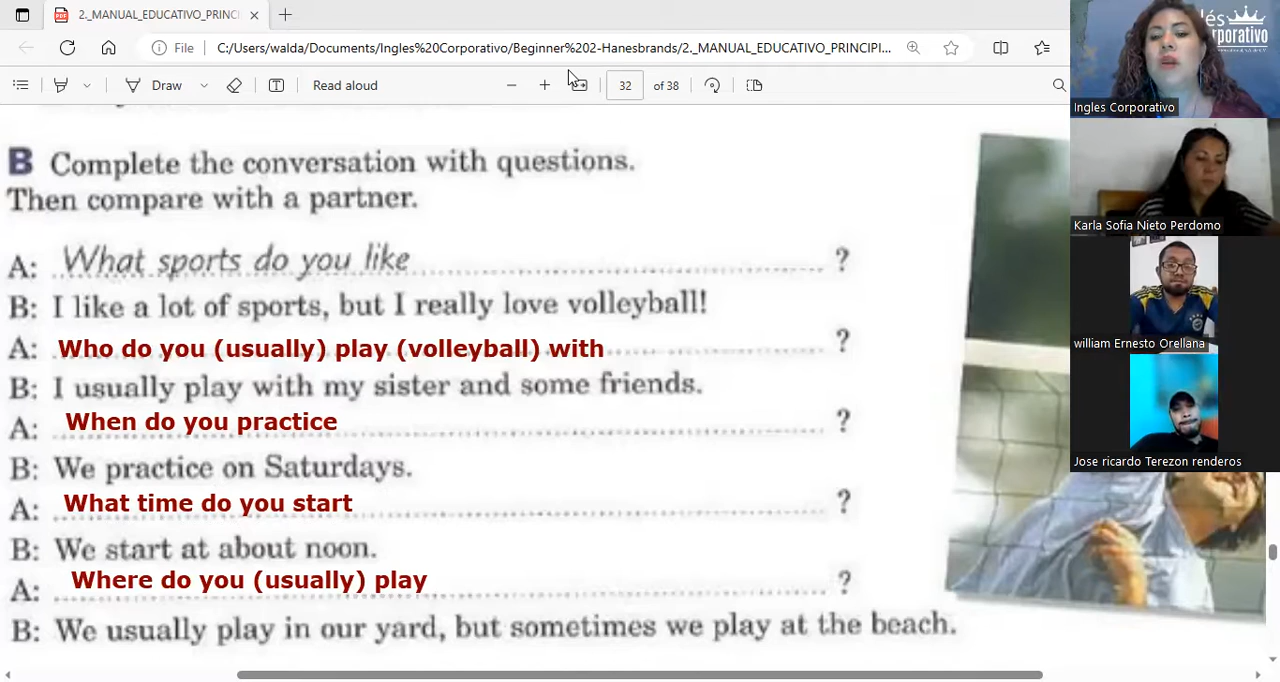 2._MANUAL_EDUCATIVO_PRINCI
File
C:/Users/walda/Documents/Ingles%20Corporativo/Beginner%202-Hanesbrands/2._MANUAL_EDUCATIVO_PRINCIPI...
Draw
Read aloud
32 of 38
B Complete the conversation with questions.
Then compare with a partner.
A: What sports do you like ?
B: I like a lot of sports, but I really love volleyball!
A: Who do you (usually) play (volleyball) with ?
B: I usually play with my sister and some friends.
A: When do you practice ?
B: We practice on Saturdays.
A: What time do you start ?
B: We start at about noon.
A: Where do you (usually) play ?
B: We usually play in our yard, but sometimes we play at the beach.
Ingles Corporativo
Karla Sofia Nieto Perdomo
william Ernesto Orellana
Jose ricardo Terezon renderos